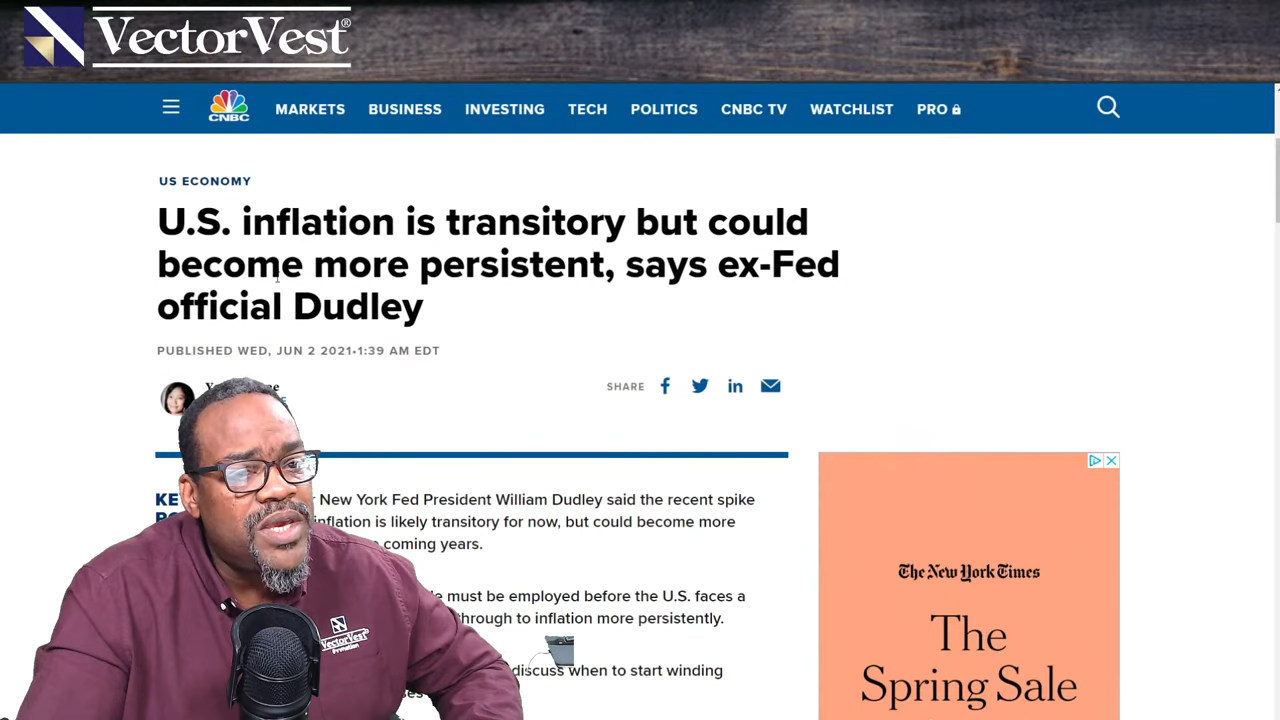 VectorVest®
CNBC
MARKETS BUSINESS INVESTING TECH POLITICS CNBC TV WATCHLIST PRO
US ECONOMY
U.S. inflation is transitory but could
become more persistent, says ex-Fed
official Dudley
PUBLISHED WED, JUN 2 2021•1:39 AM EDT
SHARE
New York Fed President William Dudley said the recent spike
inflation is likely transitory for now, but could become more
coming years.
must be employed before the U.S. faces a
through to inflation more persistently.
discuss when to start winding
The New York Times
The
Spring Sale
VectorVest